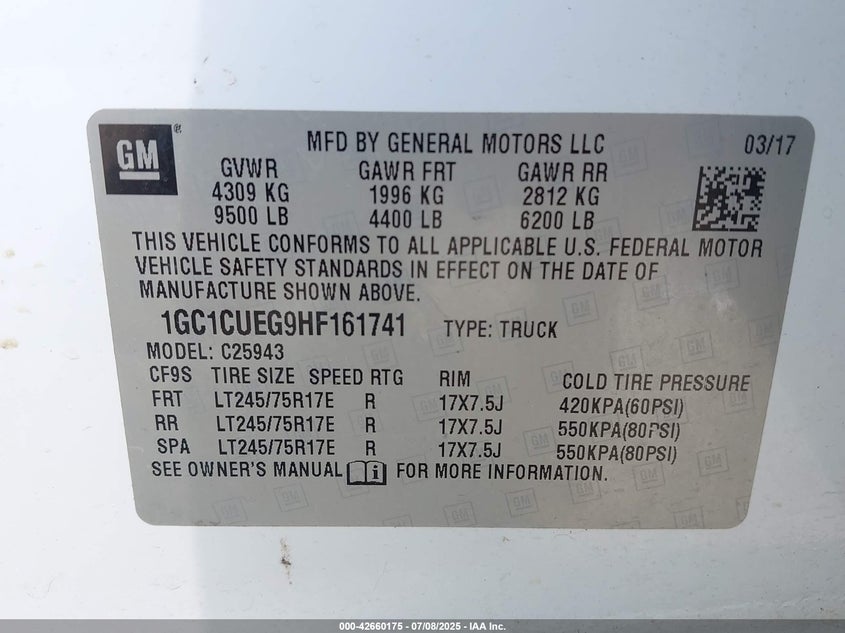 GM ® MFD BY GENERAL MOTORS LLC 03/17
GVWR GAWR FRT GAWR RR
4309 KG 1996 KG 2812 KG
9500 LB 4400 LB 6200 LB
THIS VEHICLE CONFORMS TO ALL APPLICABLE U.S. FEDERAL MOTOR
VEHICLE SAFETY STANDARDS IN EFFECT ON THE DATE OF
MANUFACTURE SHOWN ABOVE.
1GC1CUEG9HF161741 TYPE: TRUCK
MODEL: C25943
CF9S TIRE SIZE SPEED RTG RIM COLD TIRE PRESSURE
FRT LT245/75R17E R 17X7.5J 420KPA(60PSI)
RR LT245/75R17E R 17X7.5J 550KPA(80PSI)
SPA LT245/75R17E R 17X7.5J 550KPA(80PSI)
SEE OWNER'S MANUAL FOR MORE INFORMATION.
000-42660175 - 07/08/2025 - IAA Inc.